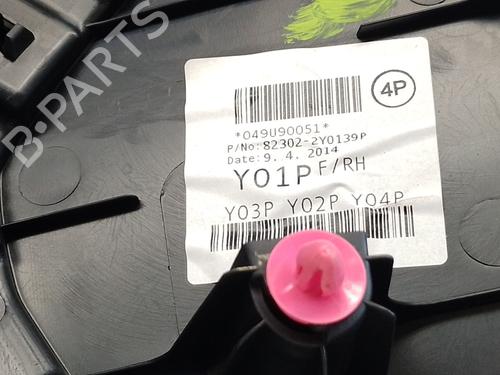 B-PARTS
4P
*049U90051*
P/No: 82302-2Y0139P
Date: 9. 4. 2014
Y01P F/RH
Y03P Y02P Y04P